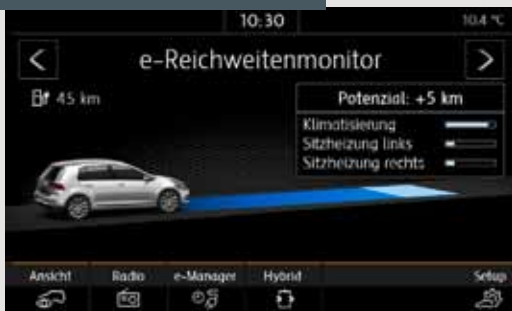 10:30 10.4 °C
e-Reichweitenmonitor
45 km
Potenzial: +5 km
Klimatisierung
Sitzheizung links
Sitzheizung rechts
Ansicht Radio e-Manager Hybrid Setup